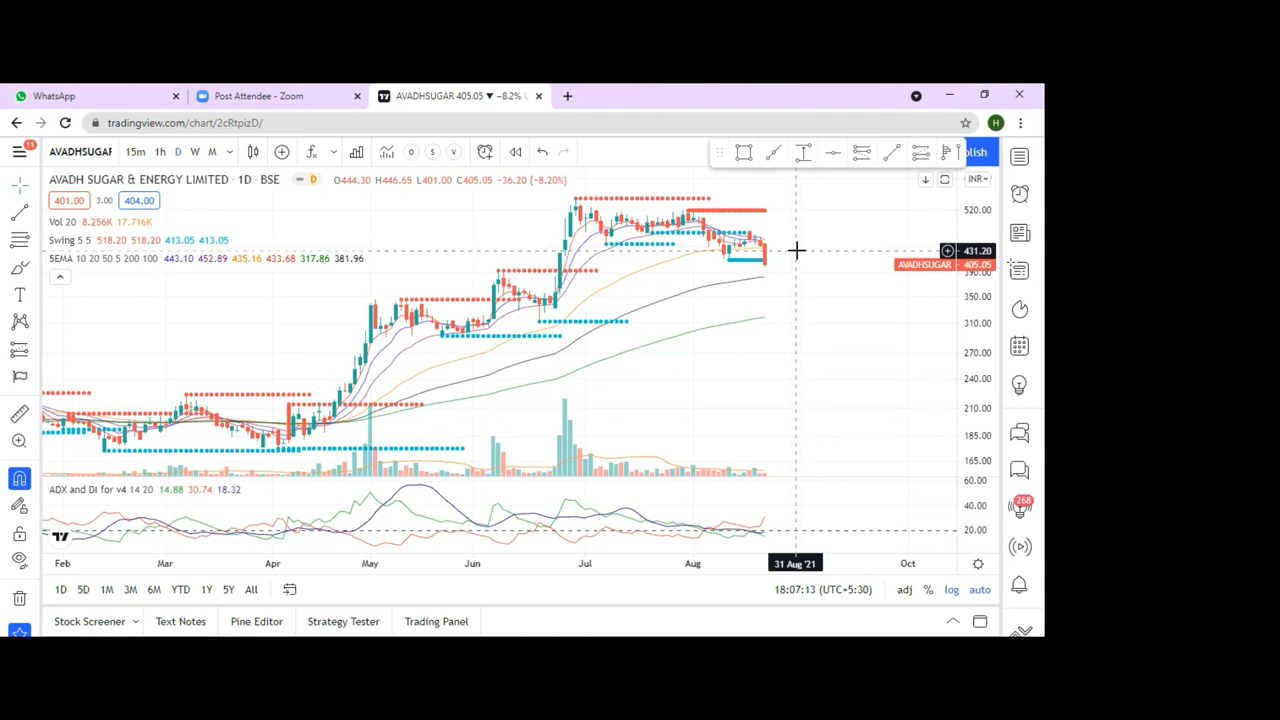 WhatsApp
Post Attendee - Zoom
AVADHSUGAR 405.05 ▼ −8.2%
tradingview.com/chart/2cRtpizD/
H
11
AVADHSUGAR 15m 1h D W M
O S V
lish
AVADH SUGAR & ENERGY LIMITED · 1D · BSE D O444.30 H446.65 L401.00 C405.05 −36.20 (−8.20%)
INR
401.00 3.00 404.00
Vol 20 8.256K 17.716K
Swing 5 5 518.20 518.20 413.05 413.05
5EMA 10 20 50 5 200 100 443.10 452.89 435.16 433.68 317.86 381.96
520.00
431.20
AVADHSUGAR 405.05
390.00
350.00
310.00
270.00
240.00
210.00
185.00
165.00
ADX and DI for v4 14 20 14.88 30.74 18.32
60.00
40.00
20.00
268
Feb Mar Apr May Jun Jul Aug 31 Aug '21 Oct
1D 5D 1M 3M 6M YTD 1Y 5Y All
18:07:13 (UTC+5:30) adj % log auto
Stock Screener Text Notes Pine Editor Strategy Tester Trading Panel